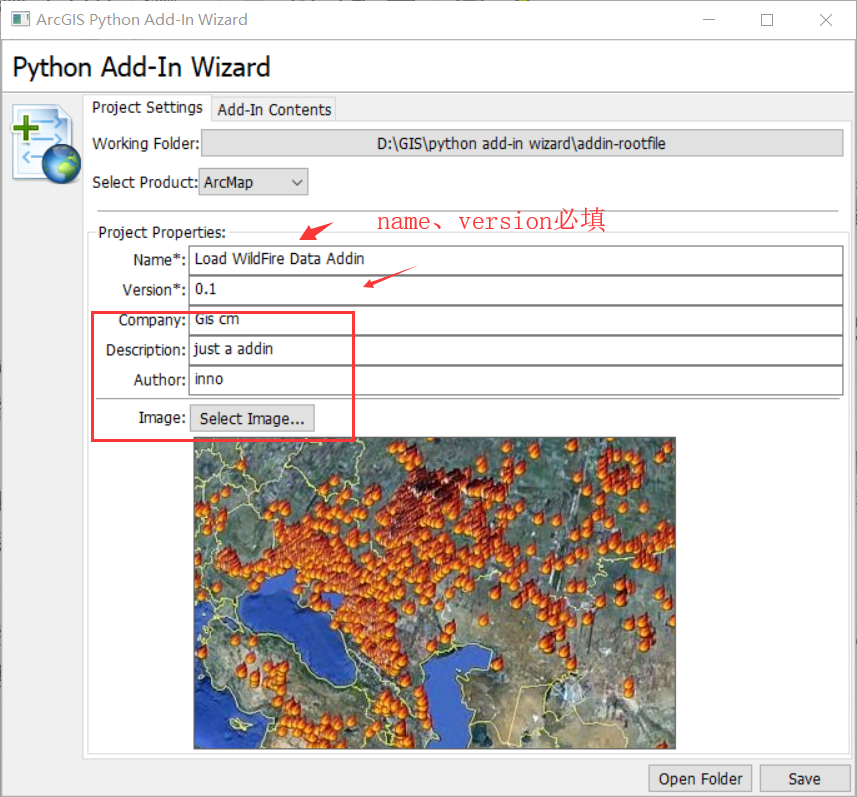 ArcGIS Python Add-In Wizard
Python Add-In Wizard
Project Settings Add-In Contents
Working Folder: D:\GIS\python add-in wizard\addin-rootfile
Select Product: ArcMap
name、version必填
Project Properties:
Name*: Load WildFire Data Addin
Version*: 0.1
Company: Gis cm
Description: just a addin
Author: inno
Image: Select Image...
Open Folder Save